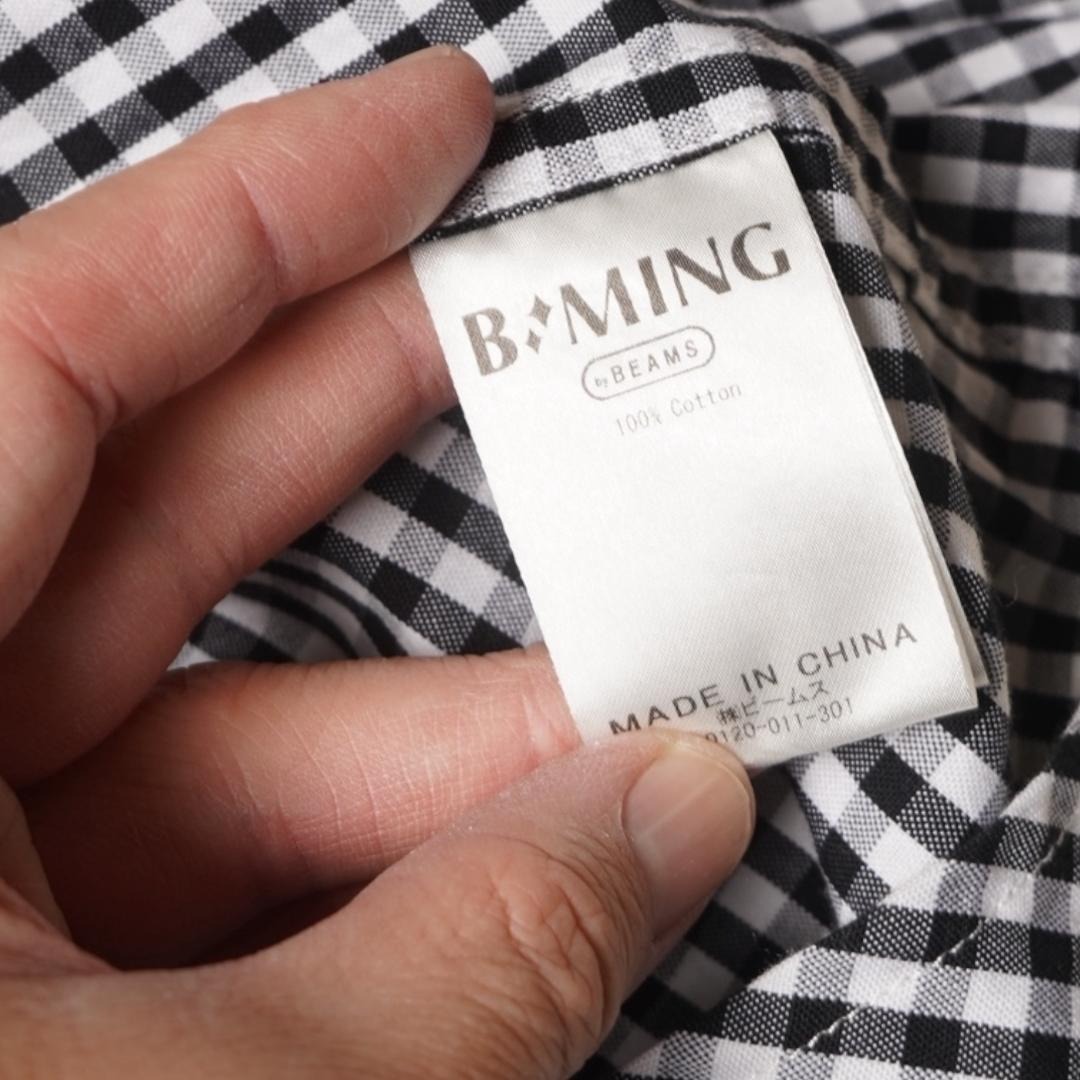 B:MING
by BEAMS
100% Cotton
MADE IN CHINA
㈱ビームス
0120-011-301